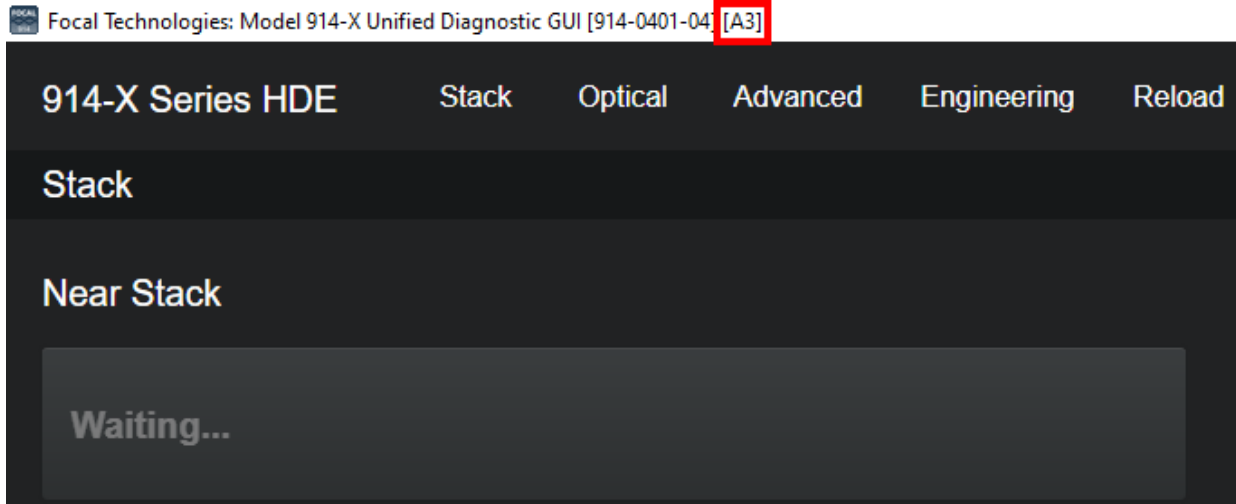 Focal Technologies: Model 914-X Unified Diagnostic GUI [914-0401-04] [A3]
914-X Series HDE Stack Optical Advanced Engineering Reload
Stack
Near Stack
Waiting...